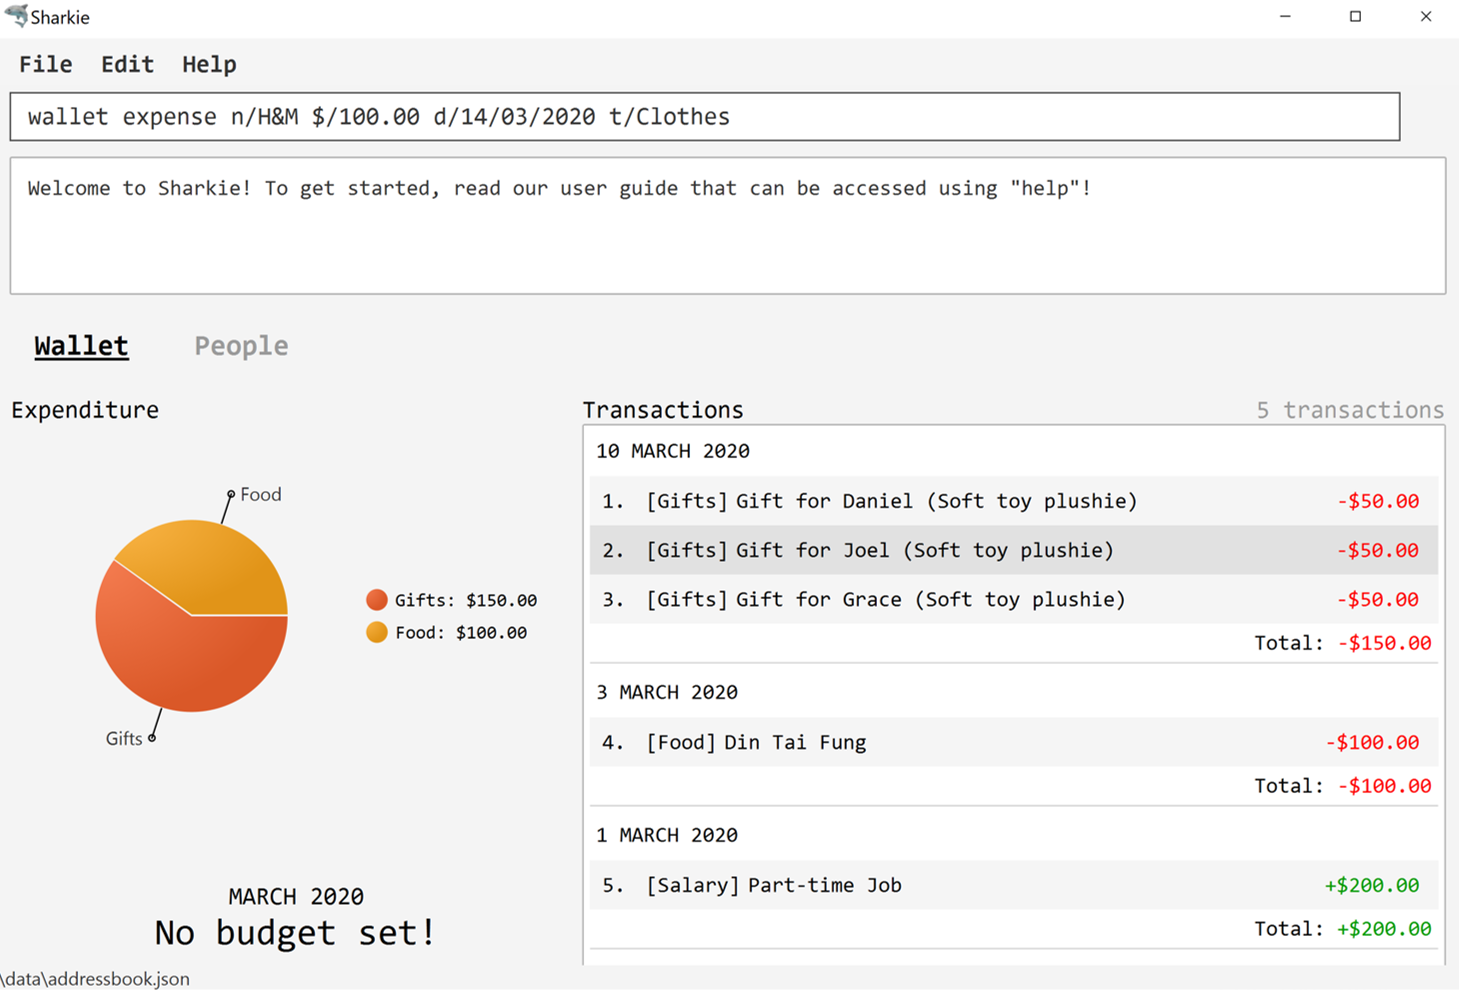 Sharkie
File Edit Help
wallet expense n/H&M $/100.00 d/14/03/2020 t/Clothes
Welcome to Sharkie! To get started, read our user guide that can be accessed using "help"!
Wallet People
Expenditure
Food
Gifts: $150.00
Food: $100.00
Gifts
MARCH 2020
No budget set!
Transactions 5 transactions
10 MARCH 2020
1. [Gifts] Gift for Daniel (Soft toy plushie) -$50.00
2. [Gifts] Gift for Joel (Soft toy plushie) -$50.00
3. [Gifts] Gift for Grace (Soft toy plushie) -$50.00
Total: -$150.00
3 MARCH 2020
4. [Food] Din Tai Fung -$100.00
Total: -$100.00
1 MARCH 2020
5. [Salary] Part-time Job +$200.00
Total: +$200.00
\data\addressbook.json